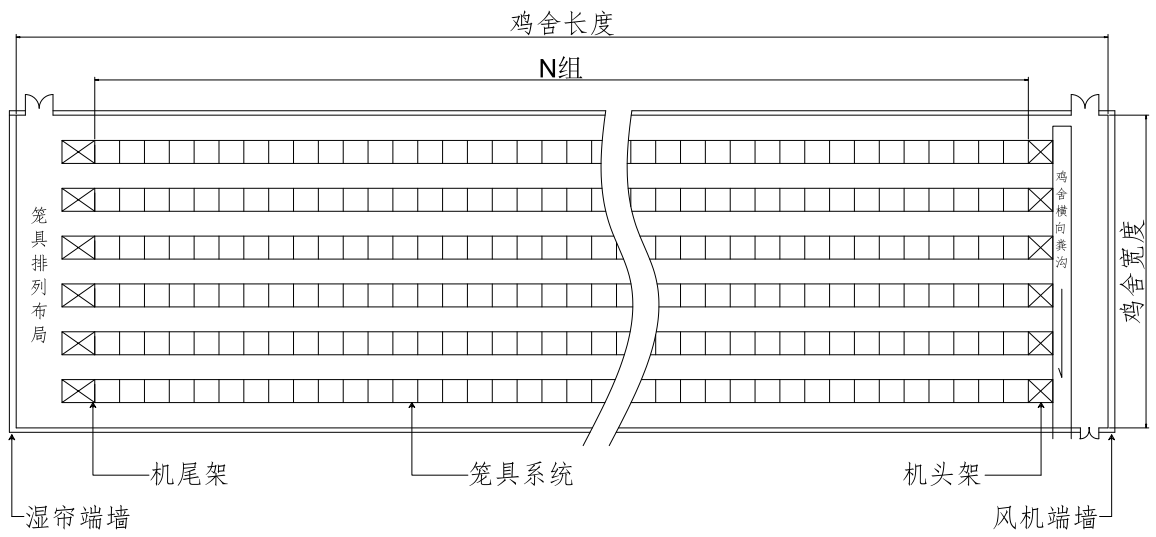 鸡舍长度
N组
笼具排列布局
鸡舍横向粪沟
鸡舍宽度
机尾架
笼具系统
机头架
湿帘端墙
风机端墙